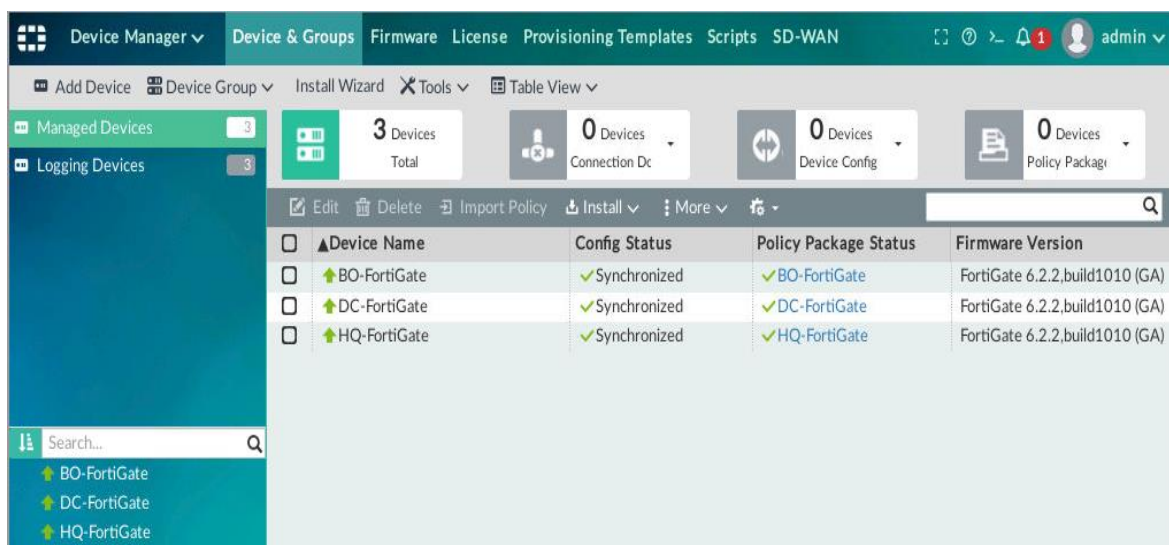 Device Manager Device & Groups Firmware License Provisioning Templates Scripts SD-WAN 1 admin
Add Device Device Group Install Wizard Tools Table View
Managed Devices 3
Logging Devices 3
3 Devices
Total
0 Devices
Connection Dc
0 Devices
Device Config
0 Devices
Policy Package
Edit Delete Import Policy Install More
Device Name Config Status Policy Package Status Firmware Version
BO-FortiGate Synchronized BO-FortiGate FortiGate 6.2.2,build1010 (GA)
DC-FortiGate Synchronized DC-FortiGate FortiGate 6.2.2,build1010 (GA)
HQ-FortiGate Synchronized HQ-FortiGate FortiGate 6.2.2,build1010 (GA)
Search...
BO-FortiGate
DC-FortiGate
HQ-FortiGate